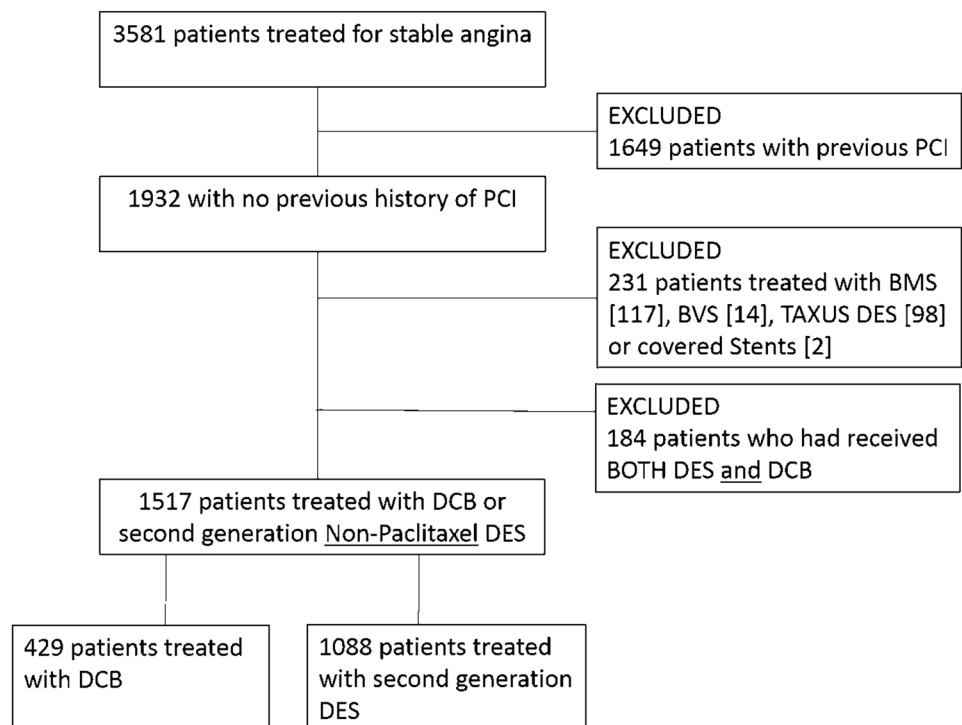 3581 patients treated for stable angina
EXCLUDED
1649 patients with previous PCI
1932 with no previous history of PCI
EXCLUDED
231 patients treated with BMS
[117], BVS [14], TAXUS DES [98]
or covered Stents [2]
EXCLUDED
184 patients who had received
BOTH DES and DCB
1517 patients treated with DCB or
second generation Non-Paclitaxel DES
429 patients treated
with DCB
1088 patients treated
with second generation
DES